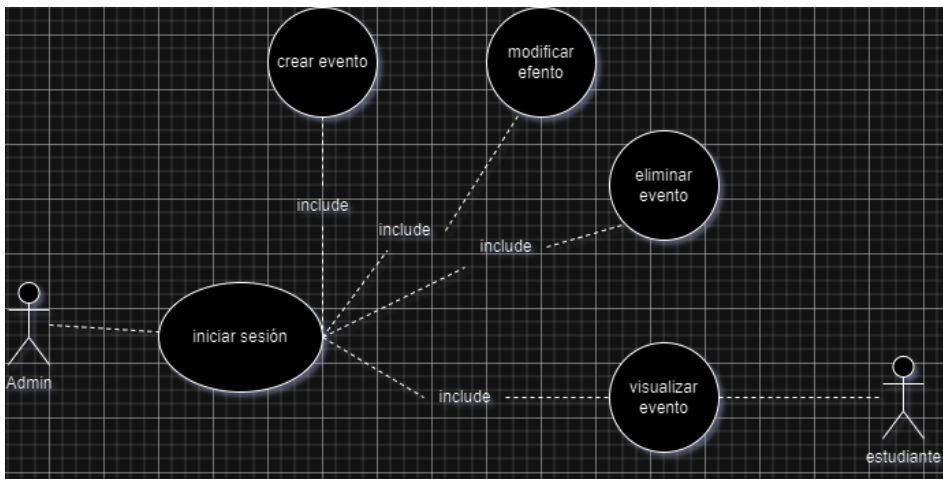 crear evento
modificar
efento
eliminar
evento
include
include
include
iniciar sesión
Admin
include
visualizar
evento
estudiante